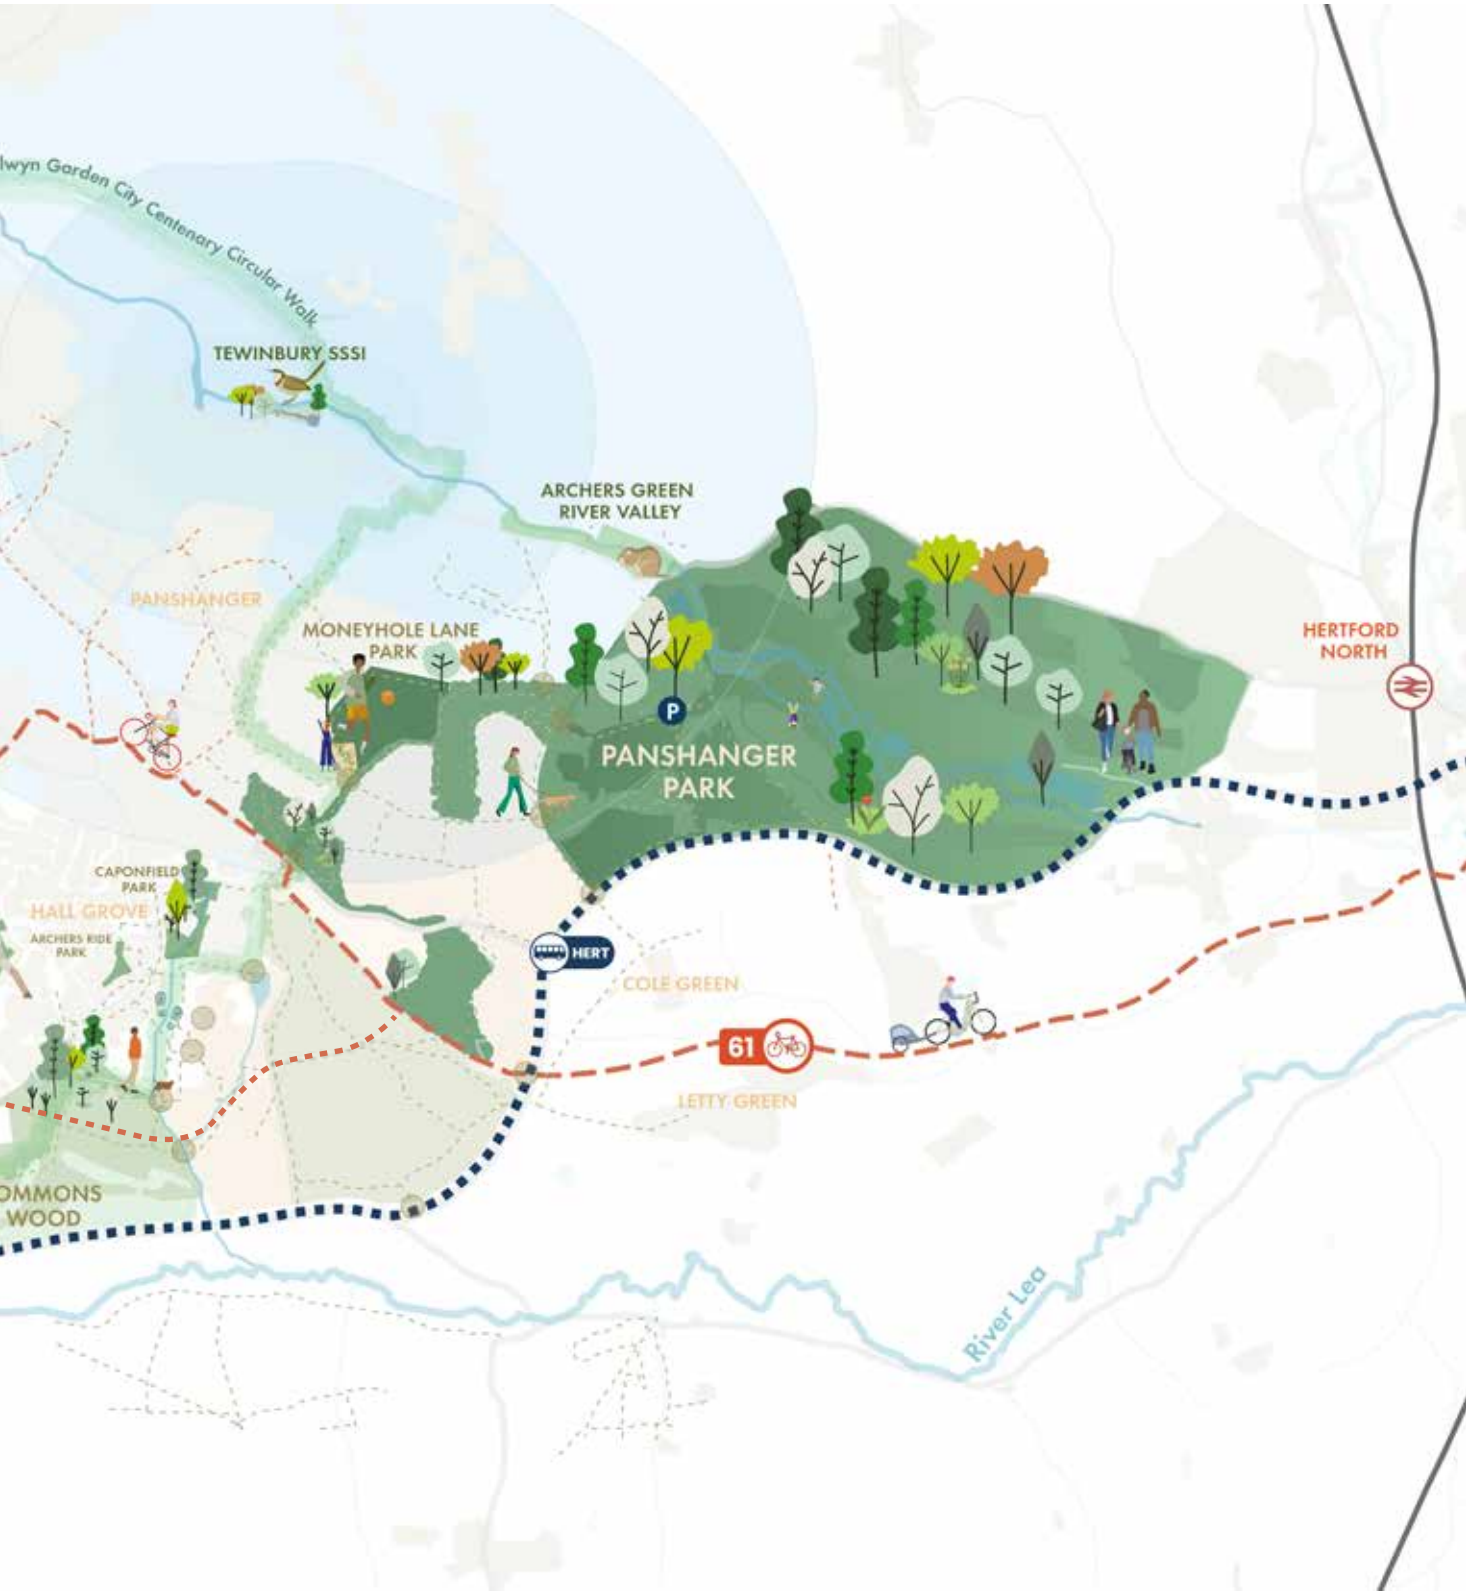 lwyn Garden City Centenary Circular Walk
TEWINBURY SSSI
ARCHERS GREEN
RIVER VALLEY
PANSHANGER
MONEYHOLE LANE
PARK
HERTFORD
NORTH
P
PANSHANGER
PARK
CAPONFIELD
PARK
HALL GROVE
ARCHERS RIDE
PARK
HERT
COLE GREEN
61
LETTY GREEN
OMMONS
WOOD
River Lea